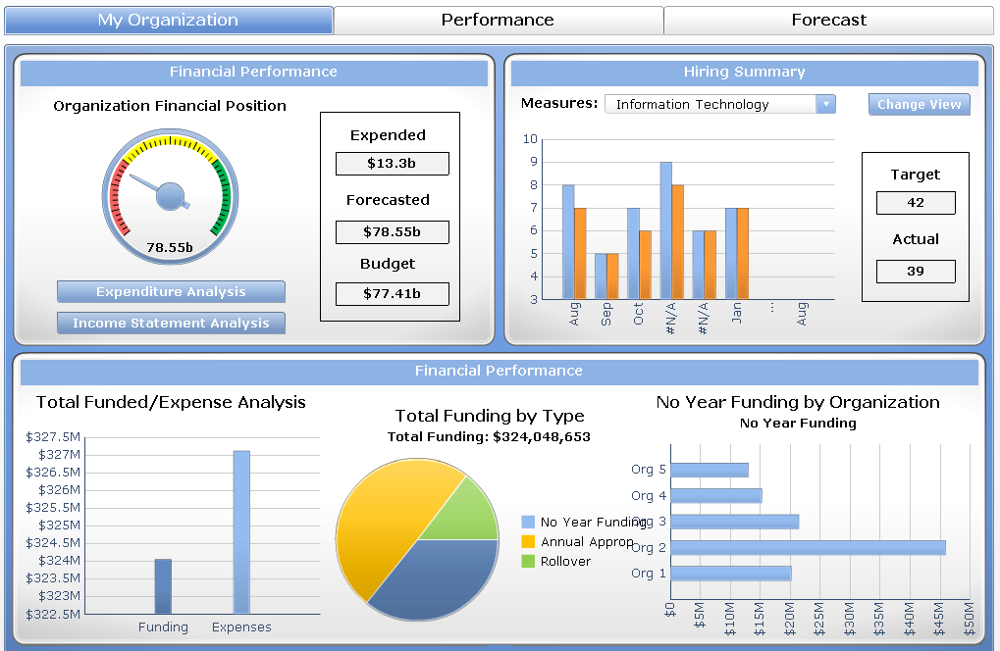 My Organization
Performance
Forecast
Financial Performance
Organization Financial Position
78.55b
Expenditure Analysis
Income Statement Analysis
Expended
$13.3b
Forecasted
$78.55b
Budget
$77.41b
Hiring Summary
Measures: Information Technology
Change View
10
9
8
7
6
5
4
3
Aug Sep Oct #N/A #N/A Jan ... Aug
Target
42
Actual
39
Financial Performance
Total Funded/Expense Analysis
$327.5M
$327M
$326.5M
$326M
$325.5M
$325M
$324.5M
$324M
$323.5M
$323M
$322.5M
Funding Expenses
Total Funding by Type
Total Funding: $324,048,653
No Year Funding
Annual Approp
Rollover
No Year Funding by Organization
No Year Funding
Org 5
Org 4
Org 3
Org 2
Org 1
$0 $5M $10M $15M $20M $25M $30M $35M $40M $45M $50M